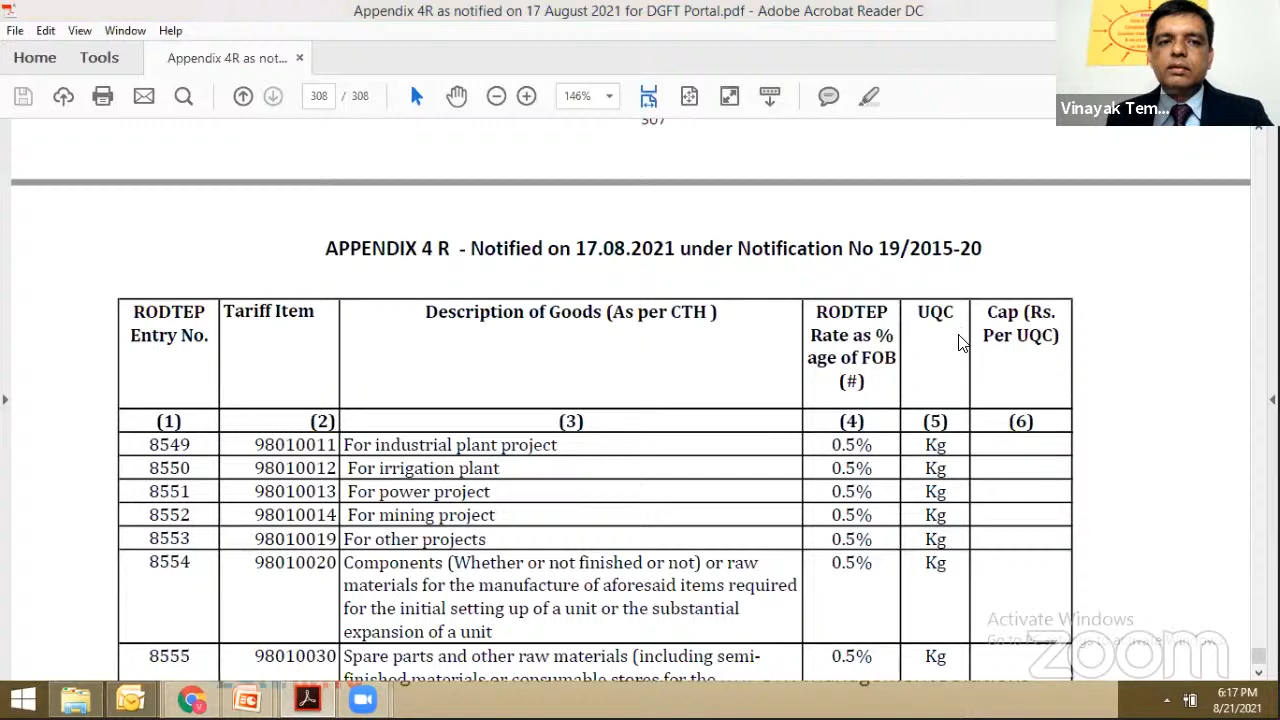 Appendix 4R as notified on 17 August 2021 for DGFT Portal.pdf - Adobe Acrobat Reader DC
File Edit View Window Help
Home Tools Appendix 4R as not... ×
308 / 308 146%
Vinayak Tem...
307
APPENDIX 4 R - Notified on 17.08.2021 under Notification No 19/2015-20
RODTEP Entry No. Tariff Item Description of Goods (As per CTH ) RODTEP Rate as % age of FOB (#) UQC Cap (Rs. Per UQC)
(1) (2) (3) (4) (5) (6)
8549 98010011 For industrial plant project 0.5% Kg
8550 98010012 For irrigation plant 0.5% Kg
8551 98010013 For power project 0.5% Kg
8552 98010014 For mining project 0.5% Kg
8553 98010019 For other projects 0.5% Kg
8554 98010020 Components (Whether or not finished or not) or raw 0.5% Kg
materials for the manufacture of aforesaid items required
for the initial setting up of a unit or the substantial
expansion of a unit
8555 98010030 Spare parts and other raw materials (including semi- 0.5% Kg
finished materials or consumable stores for the
Activate Windows
zoom
6:17 PM
8/21/2021